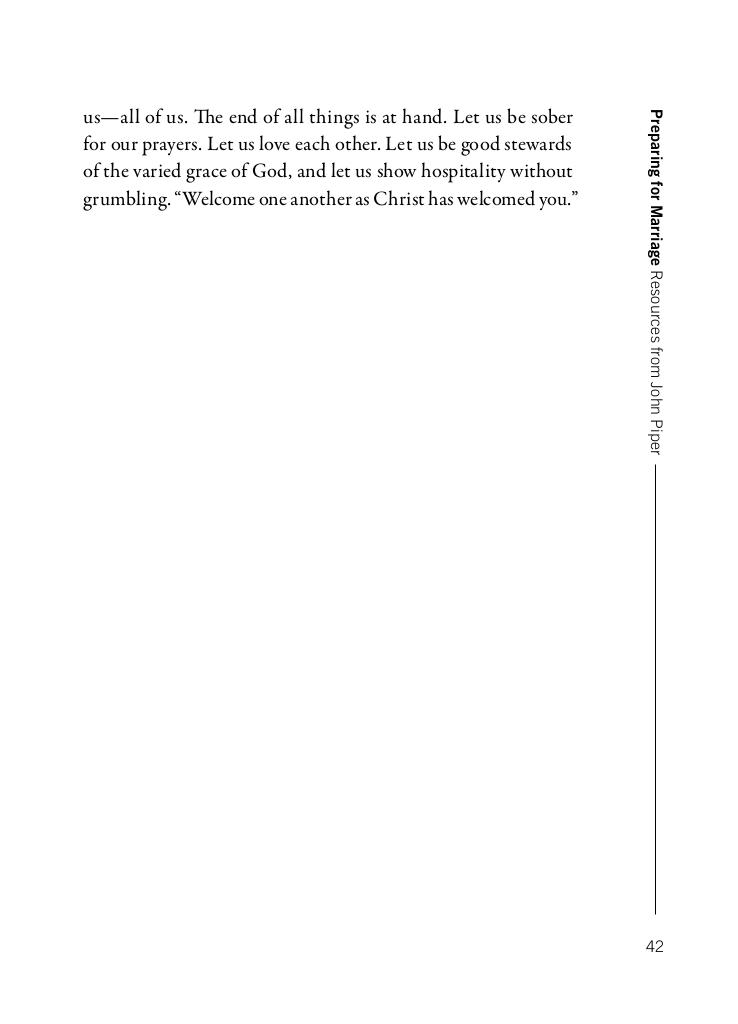 us—all of us. The end of all things is at hand. Let us be sober
for our prayers. Let us love each other. Let us be good stewards
of the varied grace of God, and let us show hospitality without
grumbling. “Welcome one another as Christ has welcomed you.”
Preparing for Marriage Resources from John Piper
42